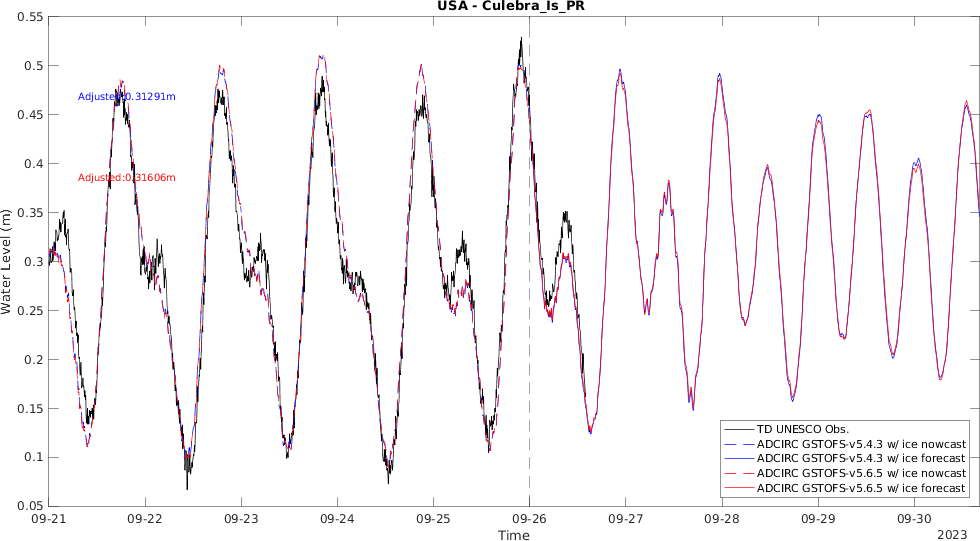 USA - Culebra_Is_PR
0.55
0.5
0.45
0.4
0.35
0.3
0.25
0.2
0.15
0.1
0.05
Water Level (m)
Adjusted:0.31291m
Adjusted:0.31606m
TD UNESCO Obs.
ADCIRC GSTOFS-v5.4.3 w/ ice nowcast
ADCIRC GSTOFS-v5.4.3 w/ ice forecast
ADCIRC GSTOFS-v5.6.5 w/ ice nowcast
ADCIRC GSTOFS-v5.6.5 w/ ice forecast
09-21 09-22 09-23 09-24 09-25 09-26 09-27 09-28 09-29 09-30
Time
2023